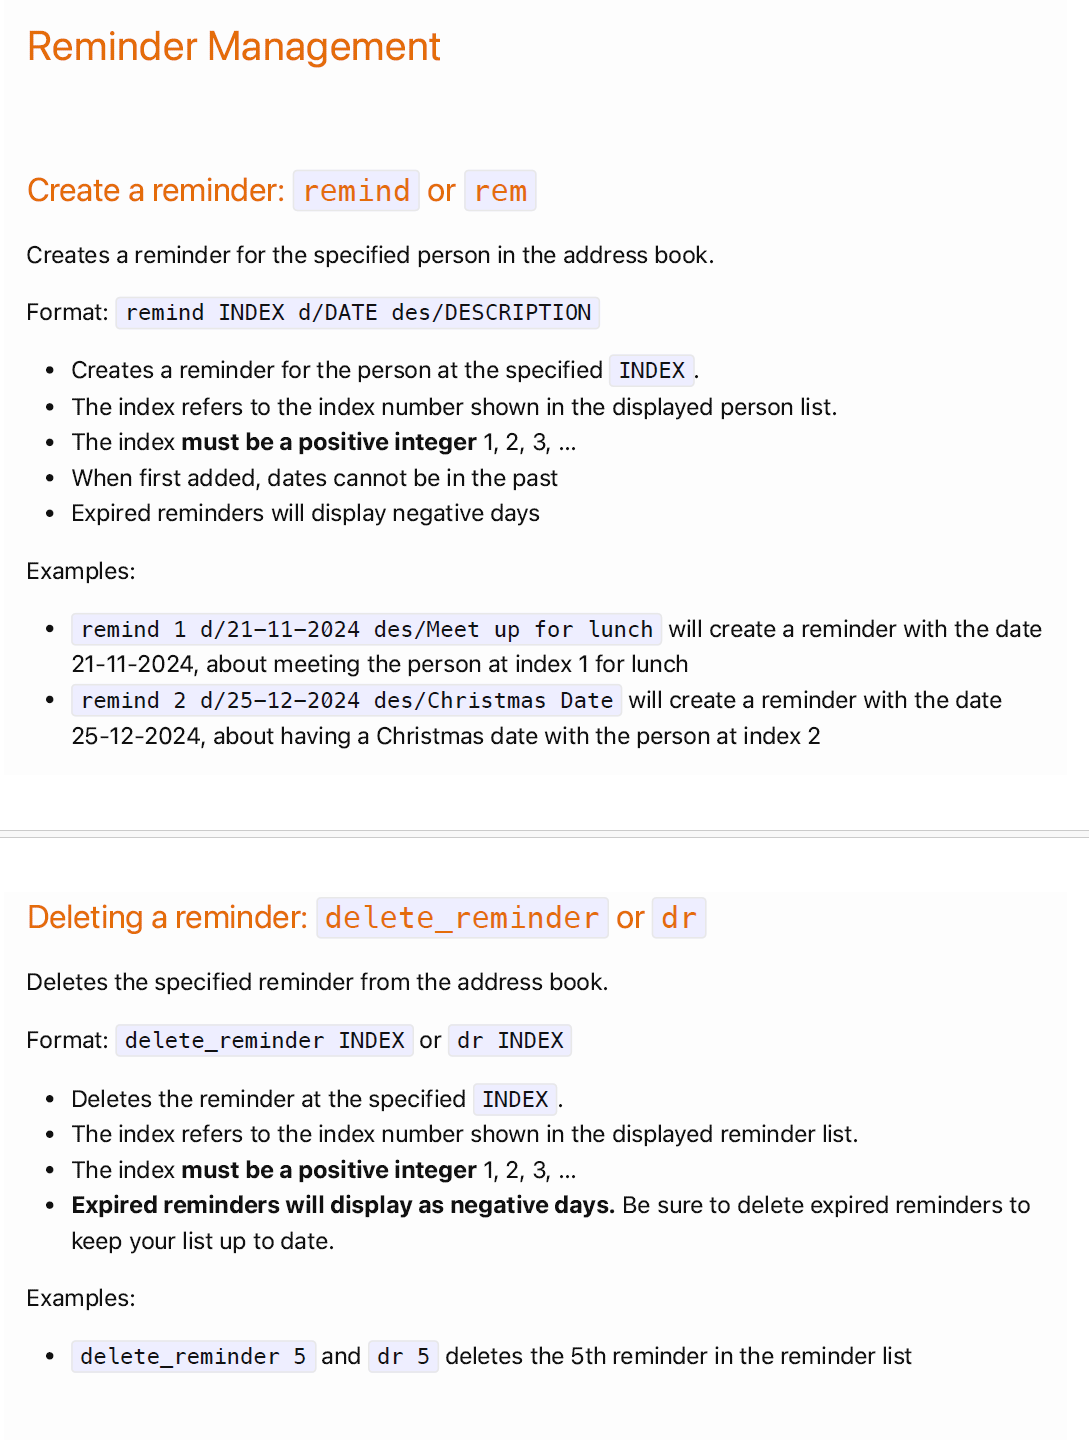 Reminder Management
Create a reminder: remind or rem
Creates a reminder for the specified person in the address book.
Format: remind INDEX d/DATE des/DESCRIPTION
• Creates a reminder for the person at the specified INDEX.
• The index refers to the index number shown in the displayed person list.
• The index must be a positive integer 1, 2, 3, …
• When first added, dates cannot be in the past
• Expired reminders will display negative days
Examples:
• remind 1 d/21-11-2024 des/Meet up for lunch will create a reminder with the date
21-11-2024, about meeting the person at index 1 for lunch
• remind 2 d/25-12-2024 des/Christmas Date will create a reminder with the date
25-12-2024, about having a Christmas date with the person at index 2
Deleting a reminder: delete_reminder or dr
Deletes the specified reminder from the address book.
Format: delete_reminder INDEX or dr INDEX
• Deletes the reminder at the specified INDEX.
• The index refers to the index number shown in the displayed reminder list.
• The index must be a positive integer 1, 2, 3, …
• Expired reminders will display as negative days. Be sure to delete expired reminders to
keep your list up to date.
Examples:
• delete_reminder 5 and dr 5 deletes the 5th reminder in the reminder list